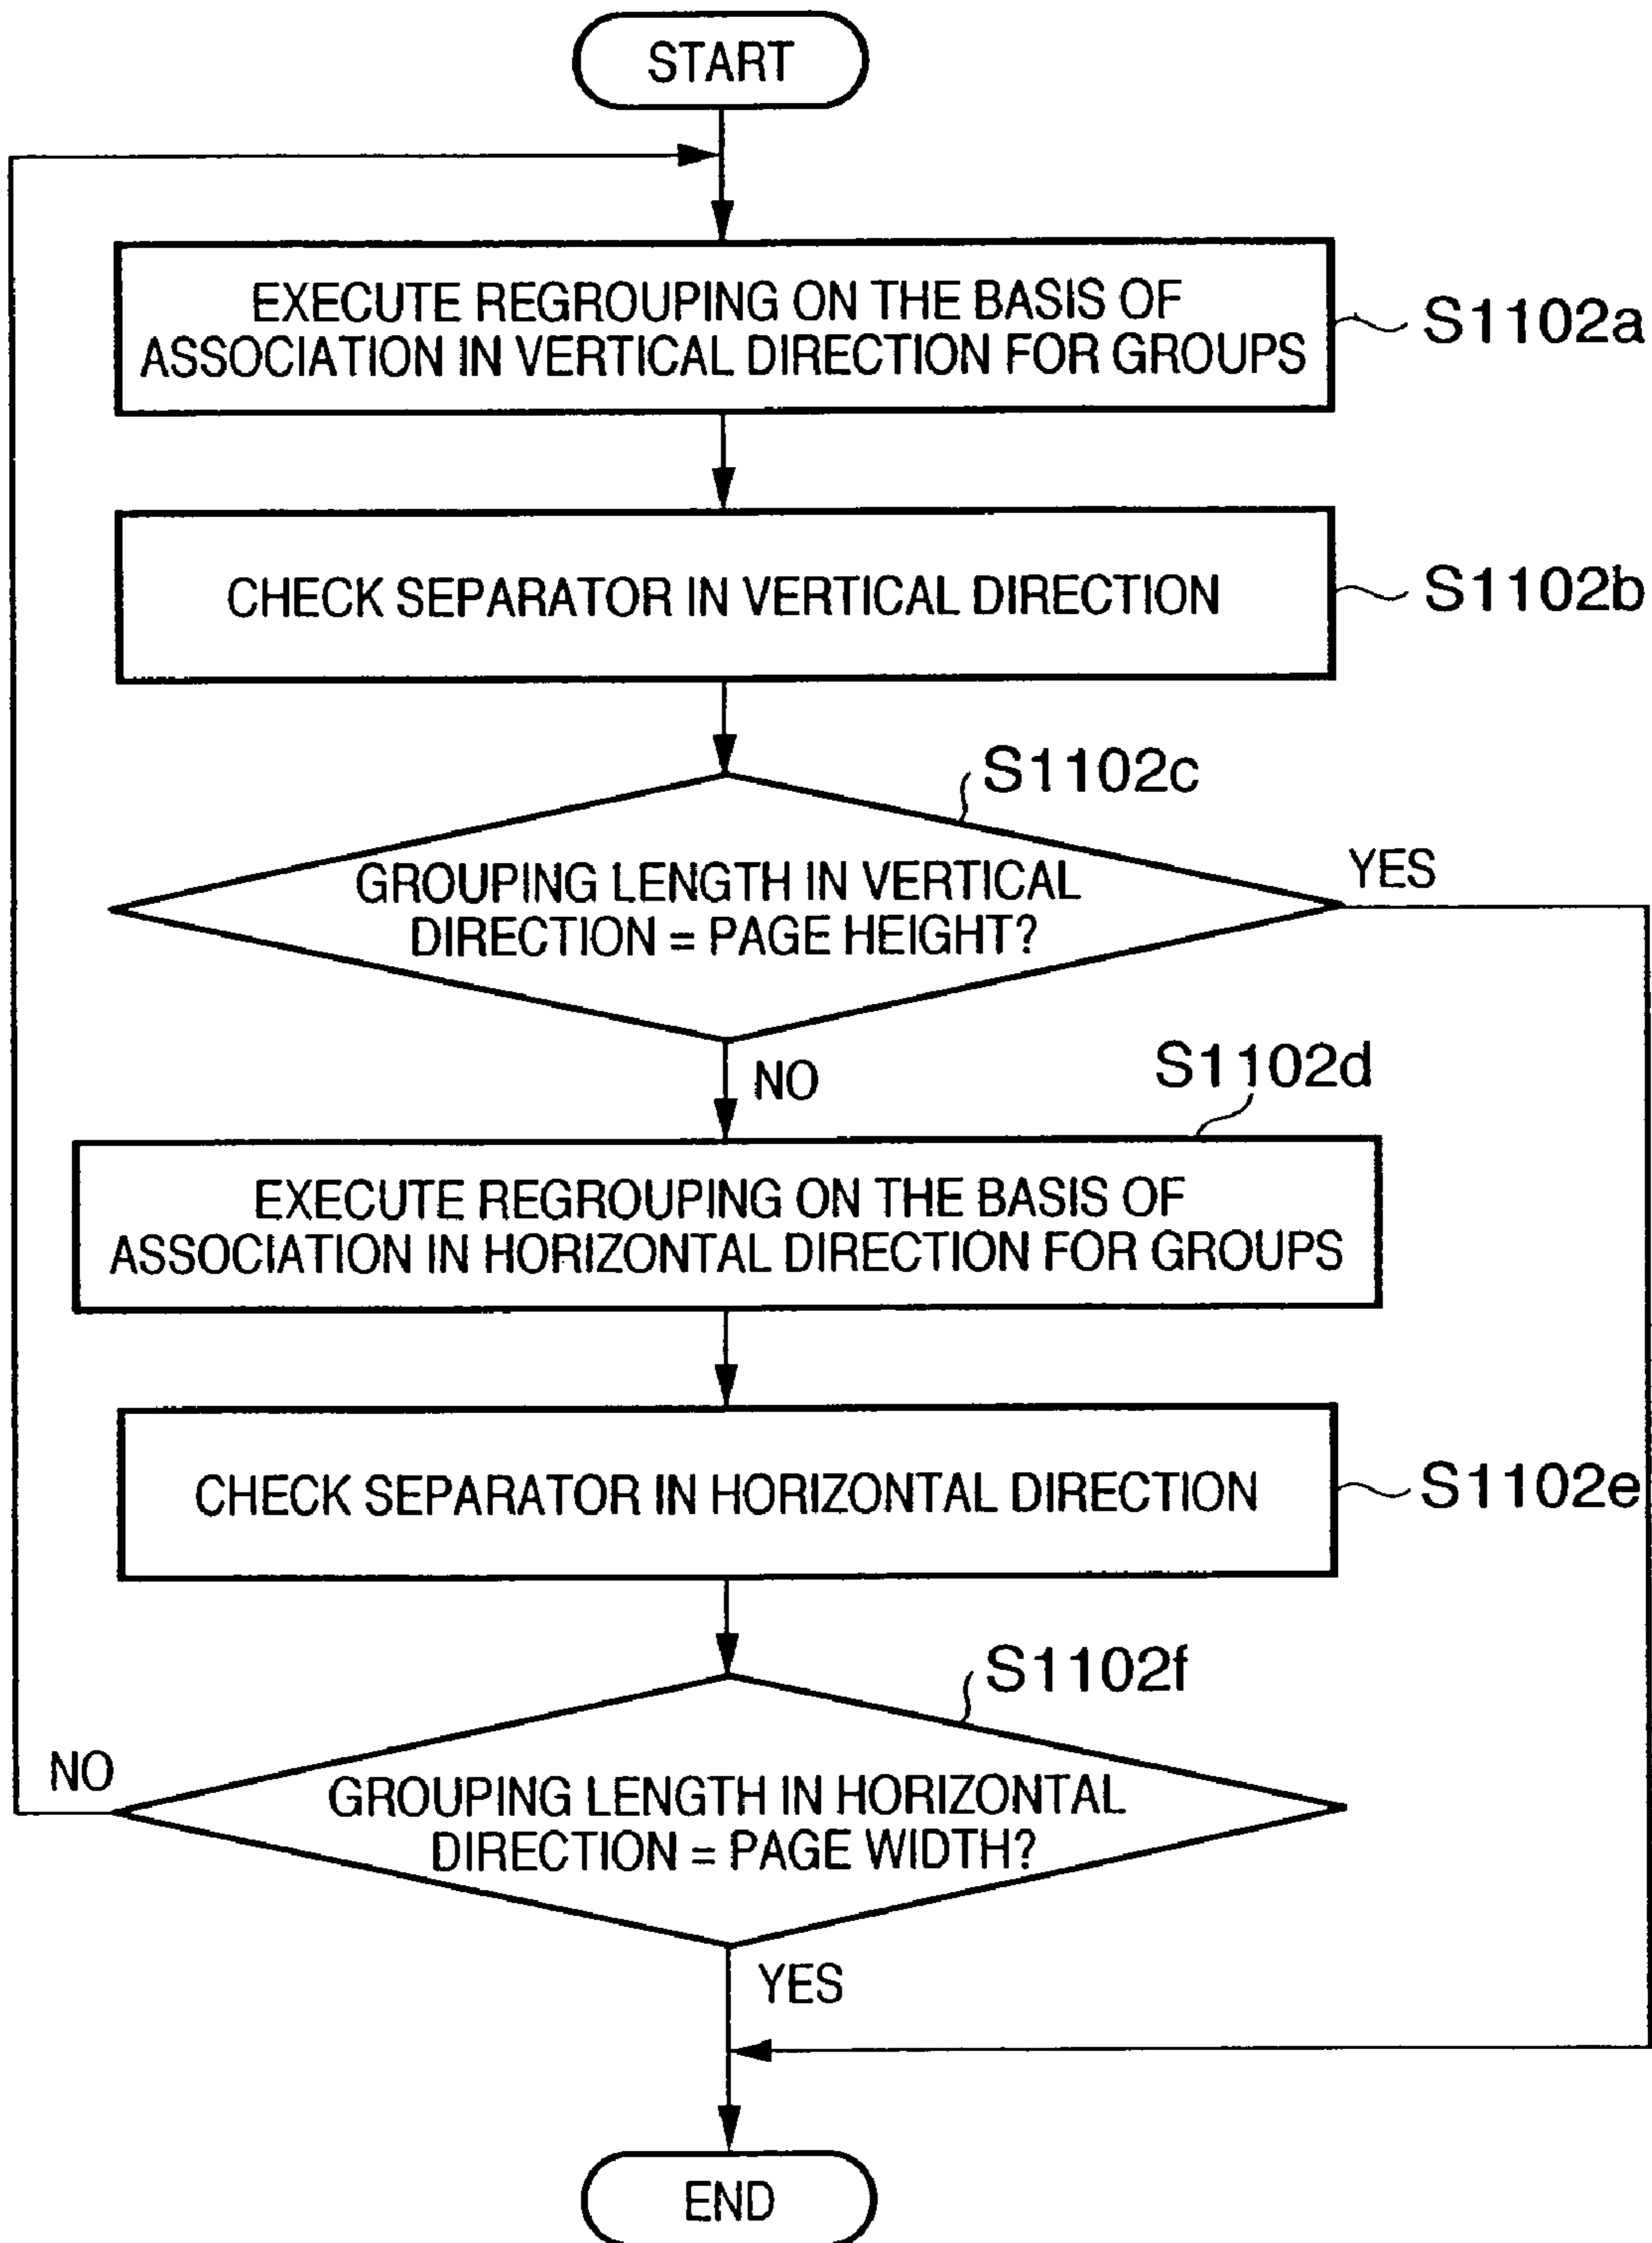 START
EXECUTE REGROUPING ON THE BASIS OF
ASSOCIATION IN VERTICAL DIRECTION FOR GROUPS
S1102a
CHECK SEPARATOR IN VERTICAL DIRECTION
S1102b
S1102c
GROUPING LENGTH IN VERTICAL
DIRECTION = PAGE HEIGHT?
YES
NO
S1102d
EXECUTE REGROUPING ON THE BASIS OF
ASSOCIATION IN HORIZONTAL DIRECTION FOR GROUPS
CHECK SEPARATOR IN HORIZONTAL DIRECTION
S1102e
S1102f
NO
GROUPING LENGTH IN HORIZONTAL
DIRECTION = PAGE WIDTH?
YES
END